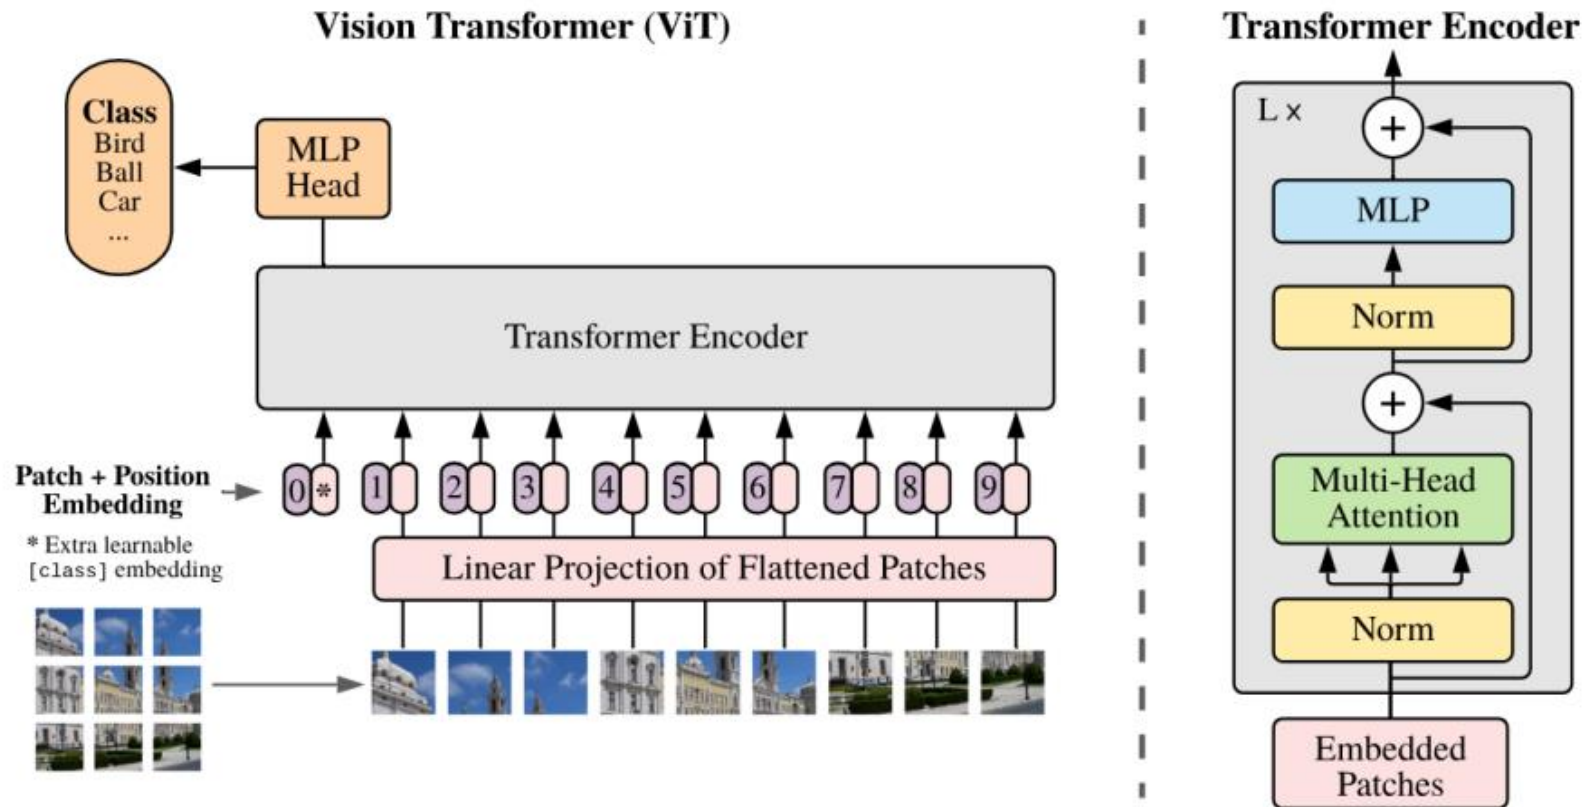 Vision Transformer (ViT)
Class
Bird
Ball
Car
...
MLP
Head
Transformer Encoder
0 * 1 2 3 4 5 6 7 8 9
Patch + Position
Embedding
* Extra learnable
[class] embedding
Linear Projection of Flattened Patches
Transformer Encoder
L ×
+
MLP
Norm
+
Multi-Head
Attention
Norm
Embedded
Patches